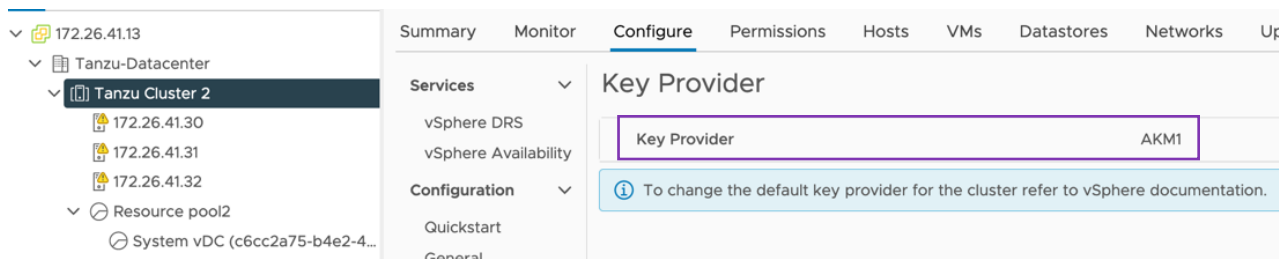 172.26.41.13
Tanzu-Datacenter
Tanzu Cluster 2
172.26.41.30
172.26.41.31
172.26.41.32
Resource pool2
System vDC (c6cc2a75-b4e2-4...
Summary Monitor Configure Permissions Hosts VMs Datastores Networks Up
Services
vSphere DRS
vSphere Availability
Configuration
Quickstart
General
Key Provider
Key Provider AKM1
To change the default key provider for the cluster refer to vSphere documentation.